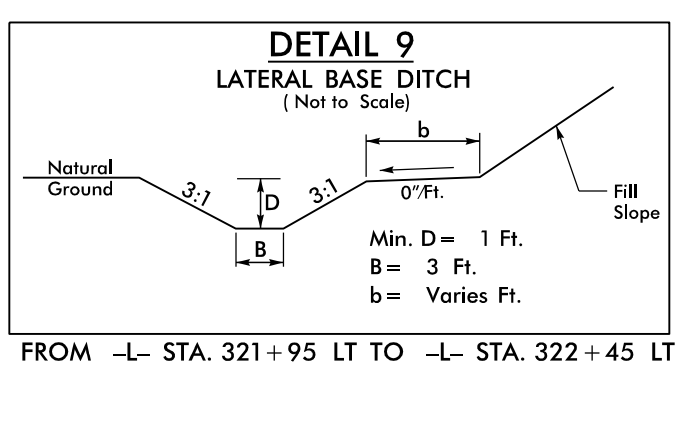 DETAIL 9
LATERAL BASE DITCH
( Not to Scale)
b
Natural
Ground
3:1
D
3:1
0"/Ft.
Fill
Slope
B
Min. D = 1 Ft.
B = 3 Ft.
b = Varies Ft.
FROM –L– STA. 321+95 LT TO –L– STA. 322+45 LT